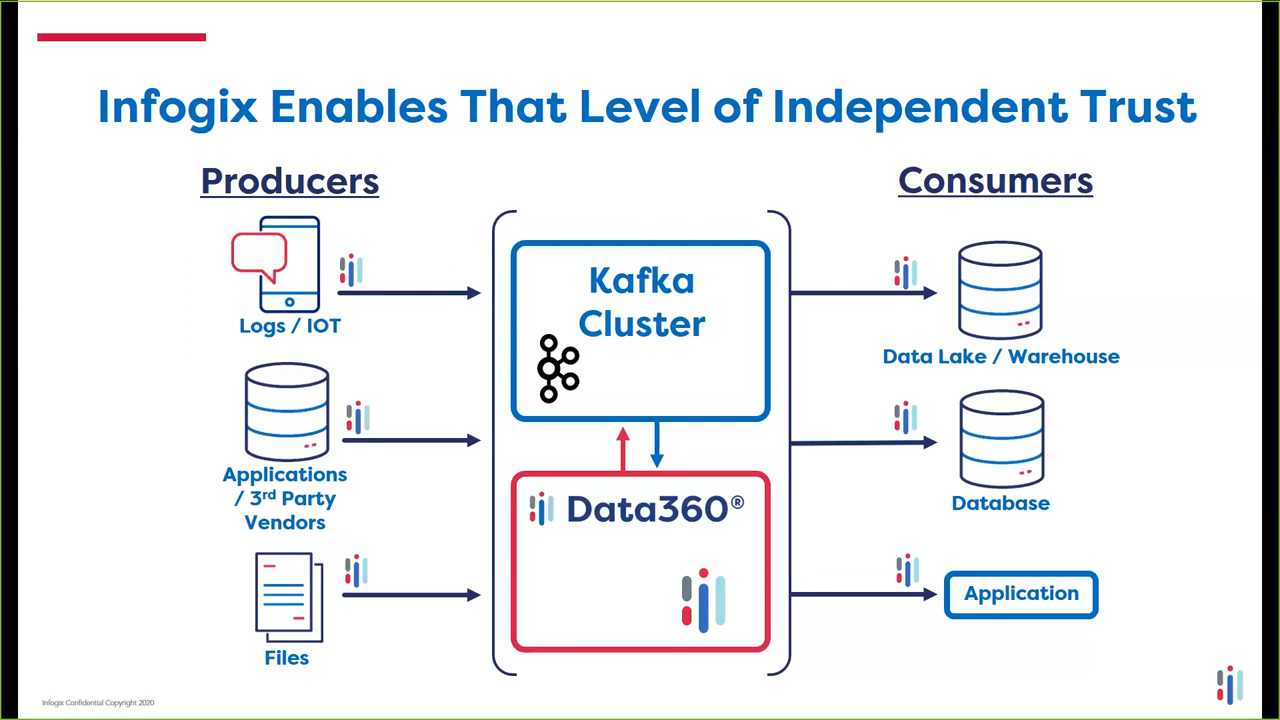 Infogix Enables That Level of Independent Trust
Producers
Consumers
Logs / IOT
Applications
/ 3rd Party
Vendors
Files
Kafka
Cluster
Data360®
Data Lake / Warehouse
Database
Application
Infogix Confidential Copyright 2020